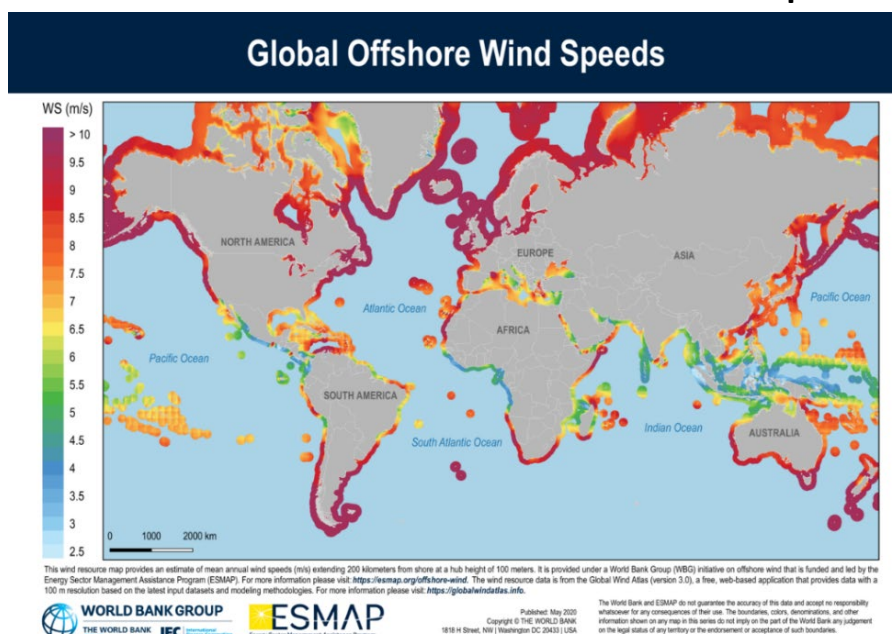 Global Offshore Wind Speeds
WS (m/s)
> 10
9.5
9
8.5
8
7.5
7
6.5
6
5.5
5
4.5
4
3.5
3
2.5
NORTH AMERICA
EUROPE
ASIA
Atlantic Ocean
Pacific Ocean
AFRICA
Pacific Ocean
SOUTH AMERICA
South Atlantic Ocean
Indian Ocean
AUSTRALIA
0 1000 2000 km
This wind resource map provides an estimate of mean annual wind speeds (m/s) extending 200 kilometers from shore at a hub height of 100 meters. It is provided under a World Bank Group (WBG) initiative on offshore wind that is funded and led by the
Energy Sector Management Assistance Program (ESMAP). For more information please visit: https://esmap.org/offshore-wind. The wind resource data is from the Global Wind Atlas (version 3.0), a free, web-based application that provides data with a
100 m resolution based on the latest input datasets and modeling methodologies. For more information please visit: https://globalwindatlas.info.
WORLD BANK GROUP
THE WORLD BANK IFC
ESMAP
Published: May 2020
Copyright © THE WORLD BANK
1818 H Street, NW | Washington DC 20433 | USA
The World Bank and ESMAP do not guarantee the accuracy of this data and accept no responsibility
whatsoever for any consequences of their use. The boundaries, colors, denominations, and other
information shown on any map in this series do not imply on the part of the World Bank any judgement
on the legal status of any territory or the endorsement or acceptance of such boundaries.